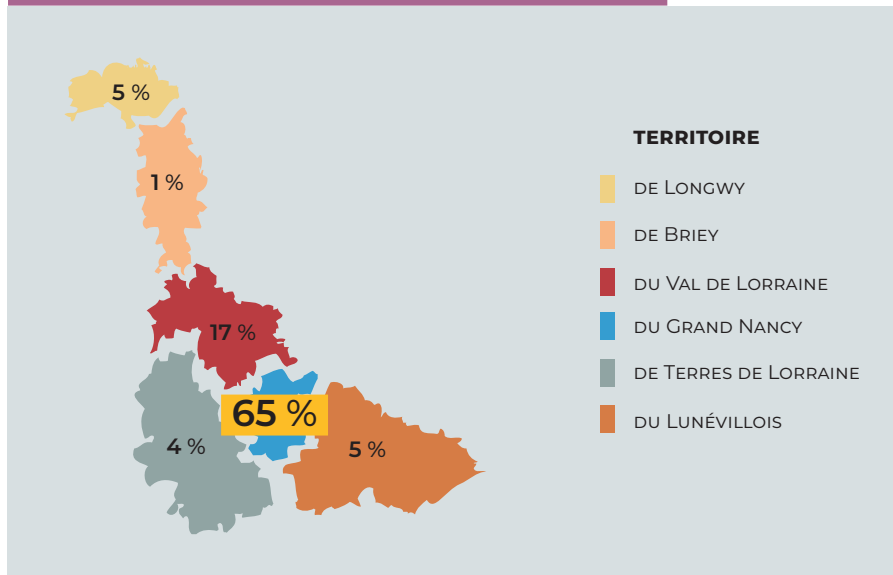 5 %
1 %
17 %
65 %
4 %
5 %
TERRITOIRE
DE LONGWY
DE BRIEY
DU VAL DE LORRAINE
DU GRAND NANCY
DE TERRES DE LORRAINE
DU LUNÉVILLOIS